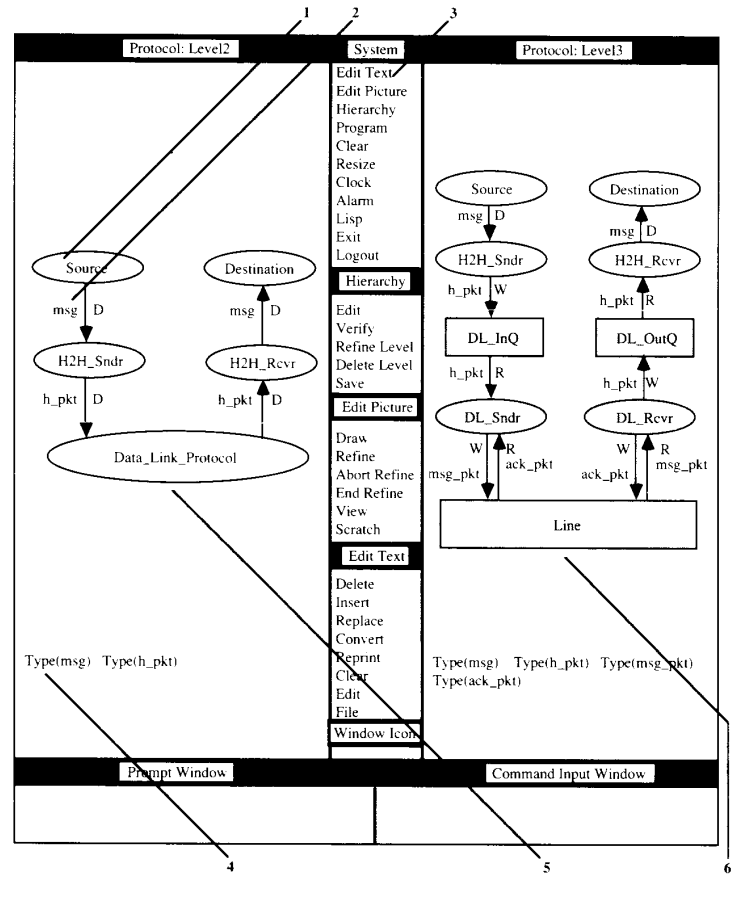 1 2 3
Protocol: Level2
Source
msg D
H2H_Sndr
h_pkt D
Destination
msg D
H2H_Rcvr
h_pkt D
Data_Link_Protocol
Type(msg) Type(h_pkt)
System
Edit Text
Edit Picture
Hierarchy
Program
Clear
Resize
Clock
Alarm
Lisp
Exit
Logout
Hierarchy
Edit
Verify
Refine Level
Delete Level
Save
Edit Picture
Draw
Refine
Abort Refine
End Refine
View
Scratch
Edit Text
Delete
Insert
Replace
Convert
Reprint
Clear
Edit
File
Window Icon
Protocol: Level3
Source
msg D
H2H_Sndr
h_pkt W
DL_InQ
h_pkt R
DL_Sndr
W R
msg_pkt ack_pkt
Destination
msg D
H2H_Rcvr
h_pkt R
DL_OutQ
h_pkt W
DL_Rcvr
W R
ack_pkt msg_pkt
Line
Type(msg) Type(h_pkt) Type(msg_pkt)
Type(ack_pkt)
Prompt Window
Command Input Window
4 5 6